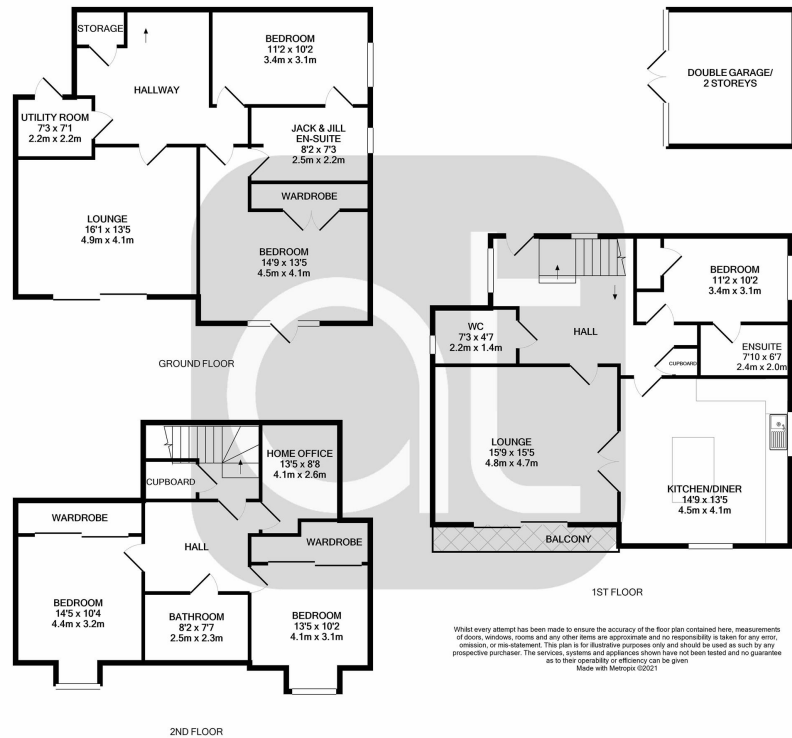 STORAGE
BEDROOM
11'2 x 10'2
3.4m x 3.1m
HALLWAY
UTILITY ROOM
7'3 x 7'1
2.2m x 2.2m
JACK & JILL
EN-SUITE
8'2 x 7'3
2.5m x 2.2m
WARDROBE
LOUNGE
16'1 x 13'5
4.9m x 4.1m
BEDROOM
14'9 x 13'5
4.5m x 4.1m
GROUND FLOOR
DOUBLE GARAGE/
2 STOREYS
BEDROOM
11'2 x 10'2
3.4m x 3.1m
WC
7'3 x 4'7
2.2m x 1.4m
HALL
ENSUITE
7'10 x 6'7
2.4m x 2.0m
CUPBOARD
LOUNGE
15'9 x 15'5
4.8m x 4.7m
KITCHEN/DINER
14'9 x 13'5
4.5m x 4.1m
BALCONY
1ST FLOOR
HOME OFFICE
13'5 x 8'8
4.1m x 2.6m
CUPBOARD
WARDROBE
HALL
WARDROBE
BEDROOM
14'5 x 10'4
4.4m x 3.2m
BATHROOM
8'2 x 7'7
2.5m x 2.3m
BEDROOM
13'5 x 10'2
4.1m x 3.1m
2ND FLOOR
Whilst every attempt has been made to ensure the accuracy of the floor plan contained here, measurements
of doors, windows, rooms and any other items are approximate and no responsibility is taken for any error,
omission, or mis-statement. This plan is for illustrative purposes only and should be used as such by any
prospective purchaser. The services, systems and appliances shown have not been tested and no guarantee
as to their operability or efficiency can be given
Made with Metropix ©2021
at